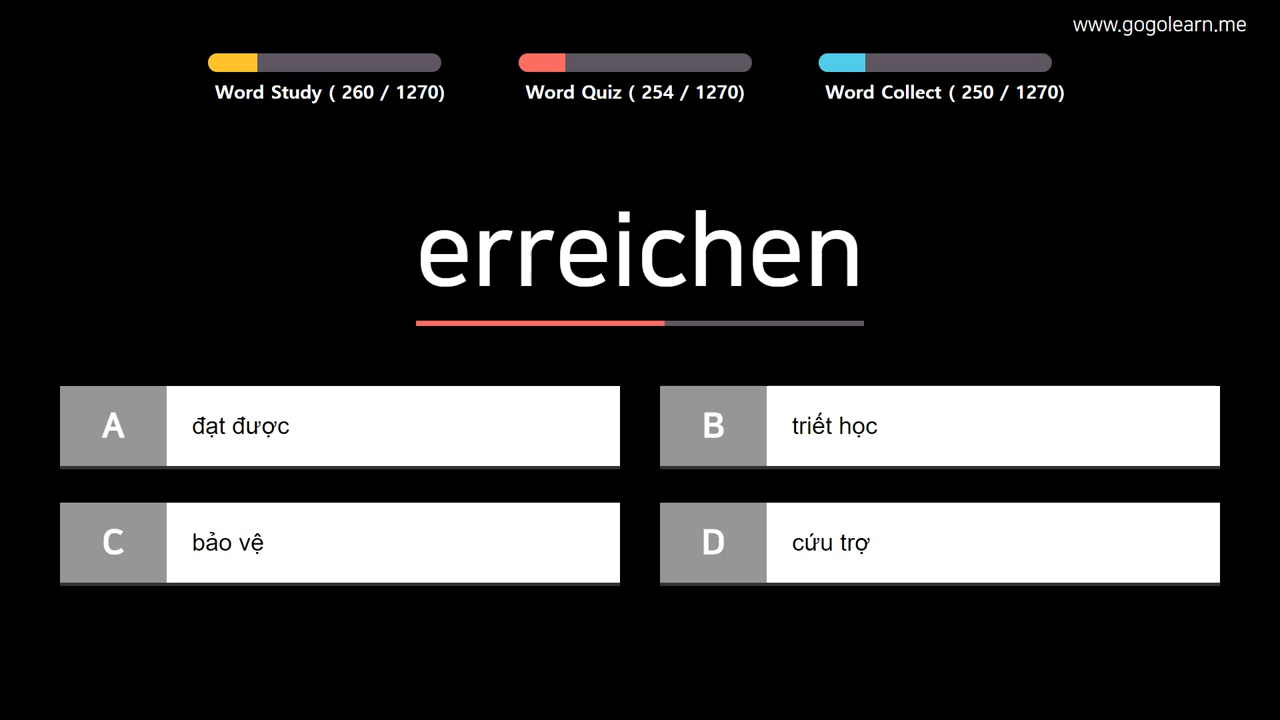 www.gogolearn.me
Word Study ( 260 / 1270)
Word Quiz ( 254 / 1270)
Word Collect ( 250 / 1270)
erreichen
A
đạt được
B
triết học
C
bảo vệ
D
cứu trợ